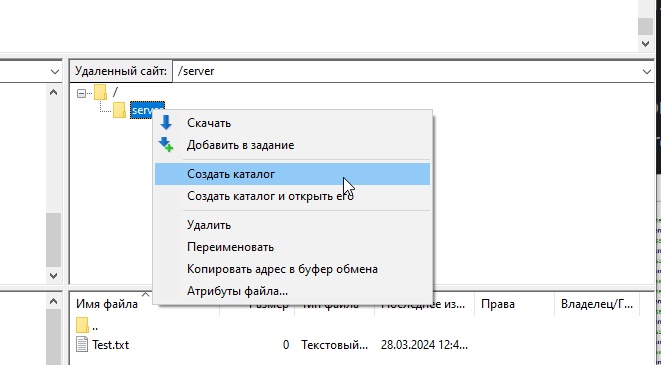 Удаленный сайт: /server
/
server
Скачать
Добавить в задание
Создать каталог
Создать каталог и открыть его
Удалить
Переименовать
Копировать адрес в буфер обмена
Атрибуты файла...
Имя файла Размер Тип файла Последнее из... Права Владелец/Г...
..
Test.txt 0 Текстовый... 28.03.2024 12:4...